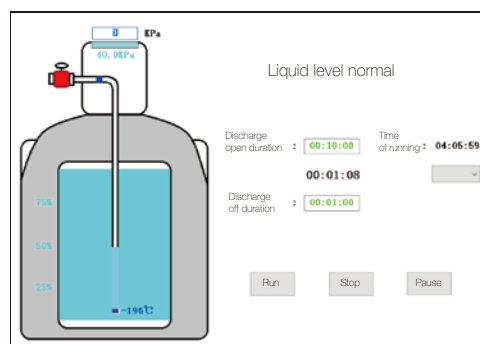 0 KPa
40.0KPa
Liquid level normal
Discharge
open duration : 00:10:00
Time
of running : 04:05:59
00:01:08
Discharge
off duration : 00:01:00
75%
50%
25%
-196℃
Run Stop Pause